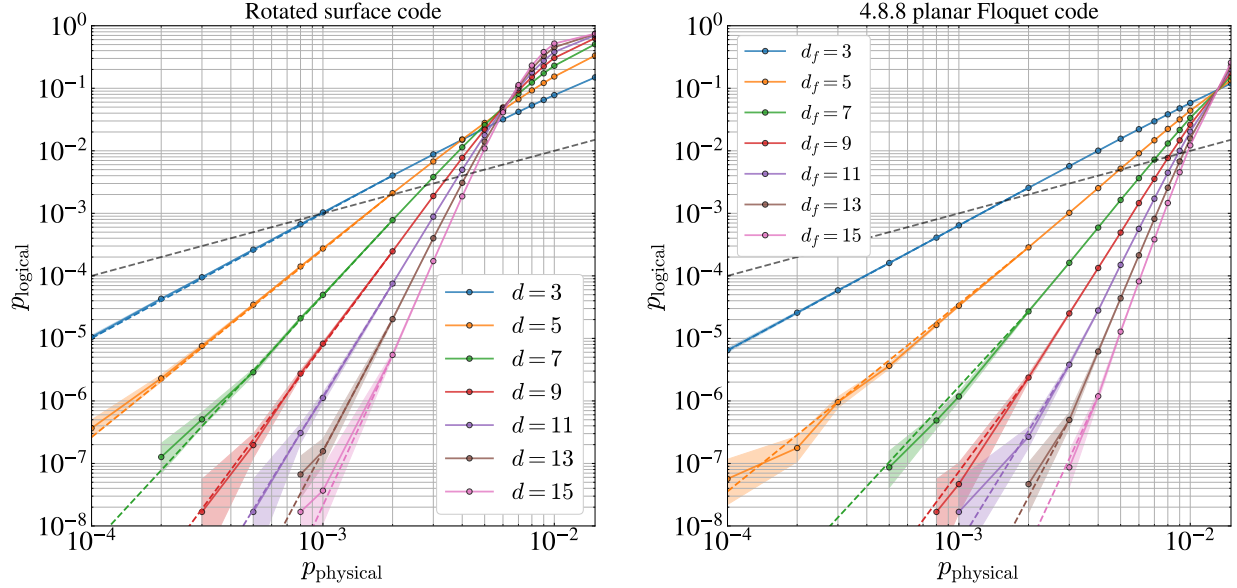 Rotated surface code
10⁰
10⁻¹
10⁻²
10⁻³
10⁻⁴
10⁻⁵
10⁻⁶
10⁻⁷
10⁻⁸
p_logical
d = 3
d = 5
d = 7
d = 9
d = 11
d = 13
d = 15
10⁻⁴
10⁻³
10⁻²
p_physical
4.8.8 planar Floquet code
10⁰
10⁻¹
10⁻²
10⁻³
10⁻⁴
10⁻⁵
10⁻⁶
10⁻⁷
10⁻⁸
p_logical
d_f = 3
d_f = 5
d_f = 7
d_f = 9
d_f = 11
d_f = 13
d_f = 15
10⁻⁴
10⁻³
10⁻²
p_physical